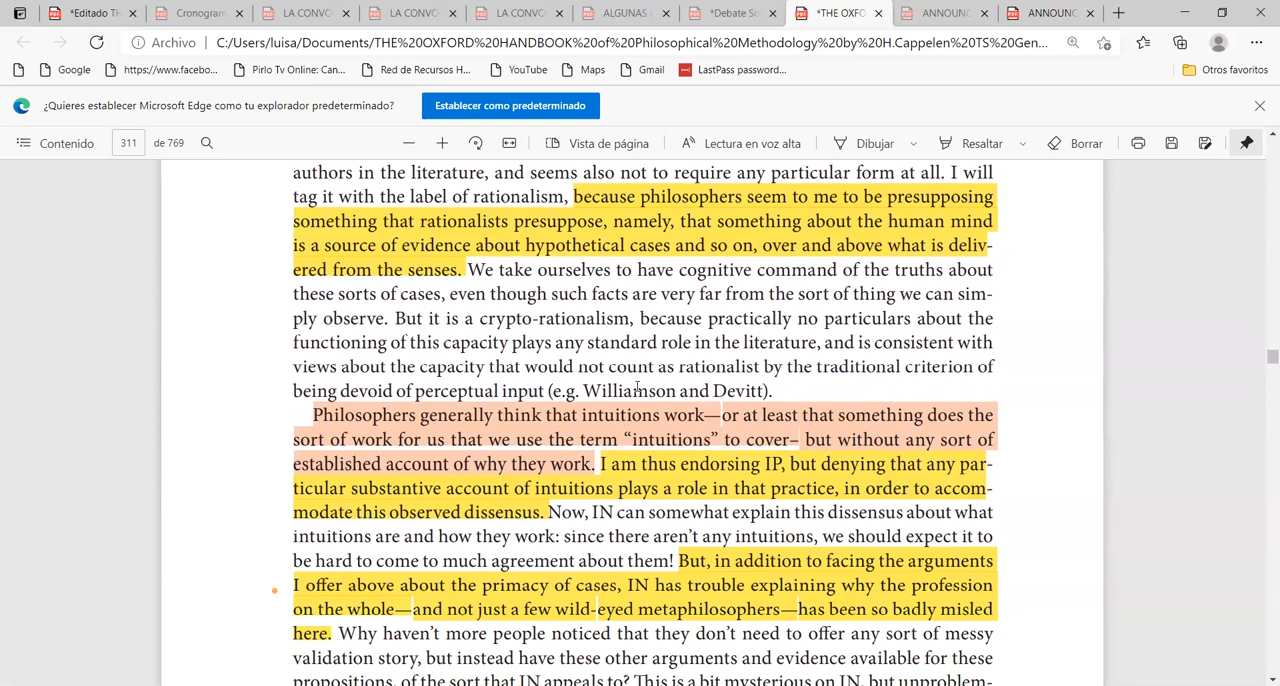 *Editado TH
Cronogram
LA CONVO
LA CONVO
LA CONVO
ALGUNAS
*Debate So
*THE OXFO
ANNOUNC
ANNOUNC
Archivo
C:/Users/luisa/Documents/THE%20OXFORD%20HANDBOOK%20of%20Philosophical%20Methodology%20by%20H.Cappelen%20TS%20Gen...
Google
https://www.facebo...
Pirlo Tv Online: Can...
Red de Recursos H...
YouTube
Maps
Gmail
LastPass password...
Otros favoritos
¿Quieres establecer Microsoft Edge como tu explorador predeterminado?
Establecer como predeterminado
Contenido
311
de 769
Vista de página
Lectura en voz alta
Dibujar
Resaltar
Borrar
authors in the literature, and seems also not to require any particular form at all. I will
tag it with the label of rationalism, because philosophers seem to me to be presupposing
something that rationalists presuppose, namely, that something about the human mind
is a source of evidence about hypothetical cases and so on, over and above what is deliv-
ered from the senses. We take ourselves to have cognitive command of the truths about
these sorts of cases, even though such facts are very far from the sort of thing we can sim-
ply observe. But it is a crypto-rationalism, because practically no particulars about the
functioning of this capacity plays any standard role in the literature, and is consistent with
views about the capacity that would not count as rationalist by the traditional criterion of
being devoid of perceptual input (e.g. Williamson and Devitt).
Philosophers generally think that intuitions work—or at least that something does the
sort of work for us that we use the term “intuitions” to cover– but without any sort of
established account of why they work. I am thus endorsing IP, but denying that any par-
ticular substantive account of intuitions plays a role in that practice, in order to accom-
modate this observed dissensus. Now, IN can somewhat explain this dissensus about what
intuitions are and how they work: since there aren’t any intuitions, we should expect it to
be hard to come to much agreement about them! But, in addition to facing the arguments
I offer above about the primacy of cases, IN has trouble explaining why the profession
on the whole—and not just a few wild-eyed metaphilosophers—has been so badly misled
here. Why haven’t more people noticed that they don’t need to offer any sort of messy
validation story, but instead have these other arguments and evidence available for these
propositions, of the sort that IN appeals to? This is a bit mysterious on IN, but unproblem-